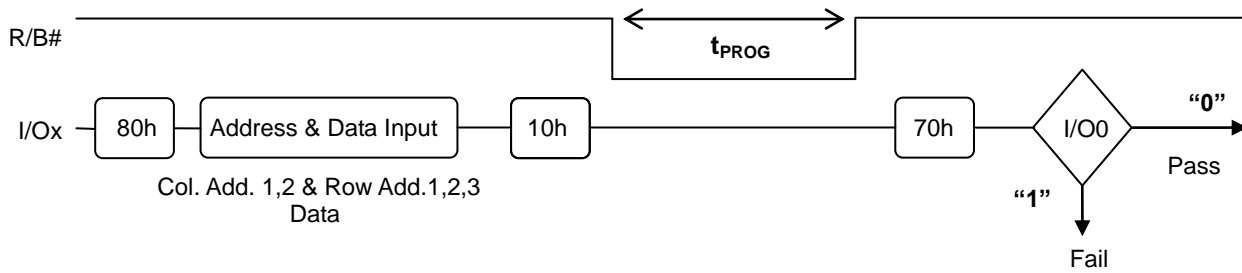 R/B#
tPROG
I/Ox
80h
Address & Data Input
10h
70h
I/O0
“0”
Pass
Col. Add. 1,2 & Row Add.1,2,3
Data
“1”
Fail